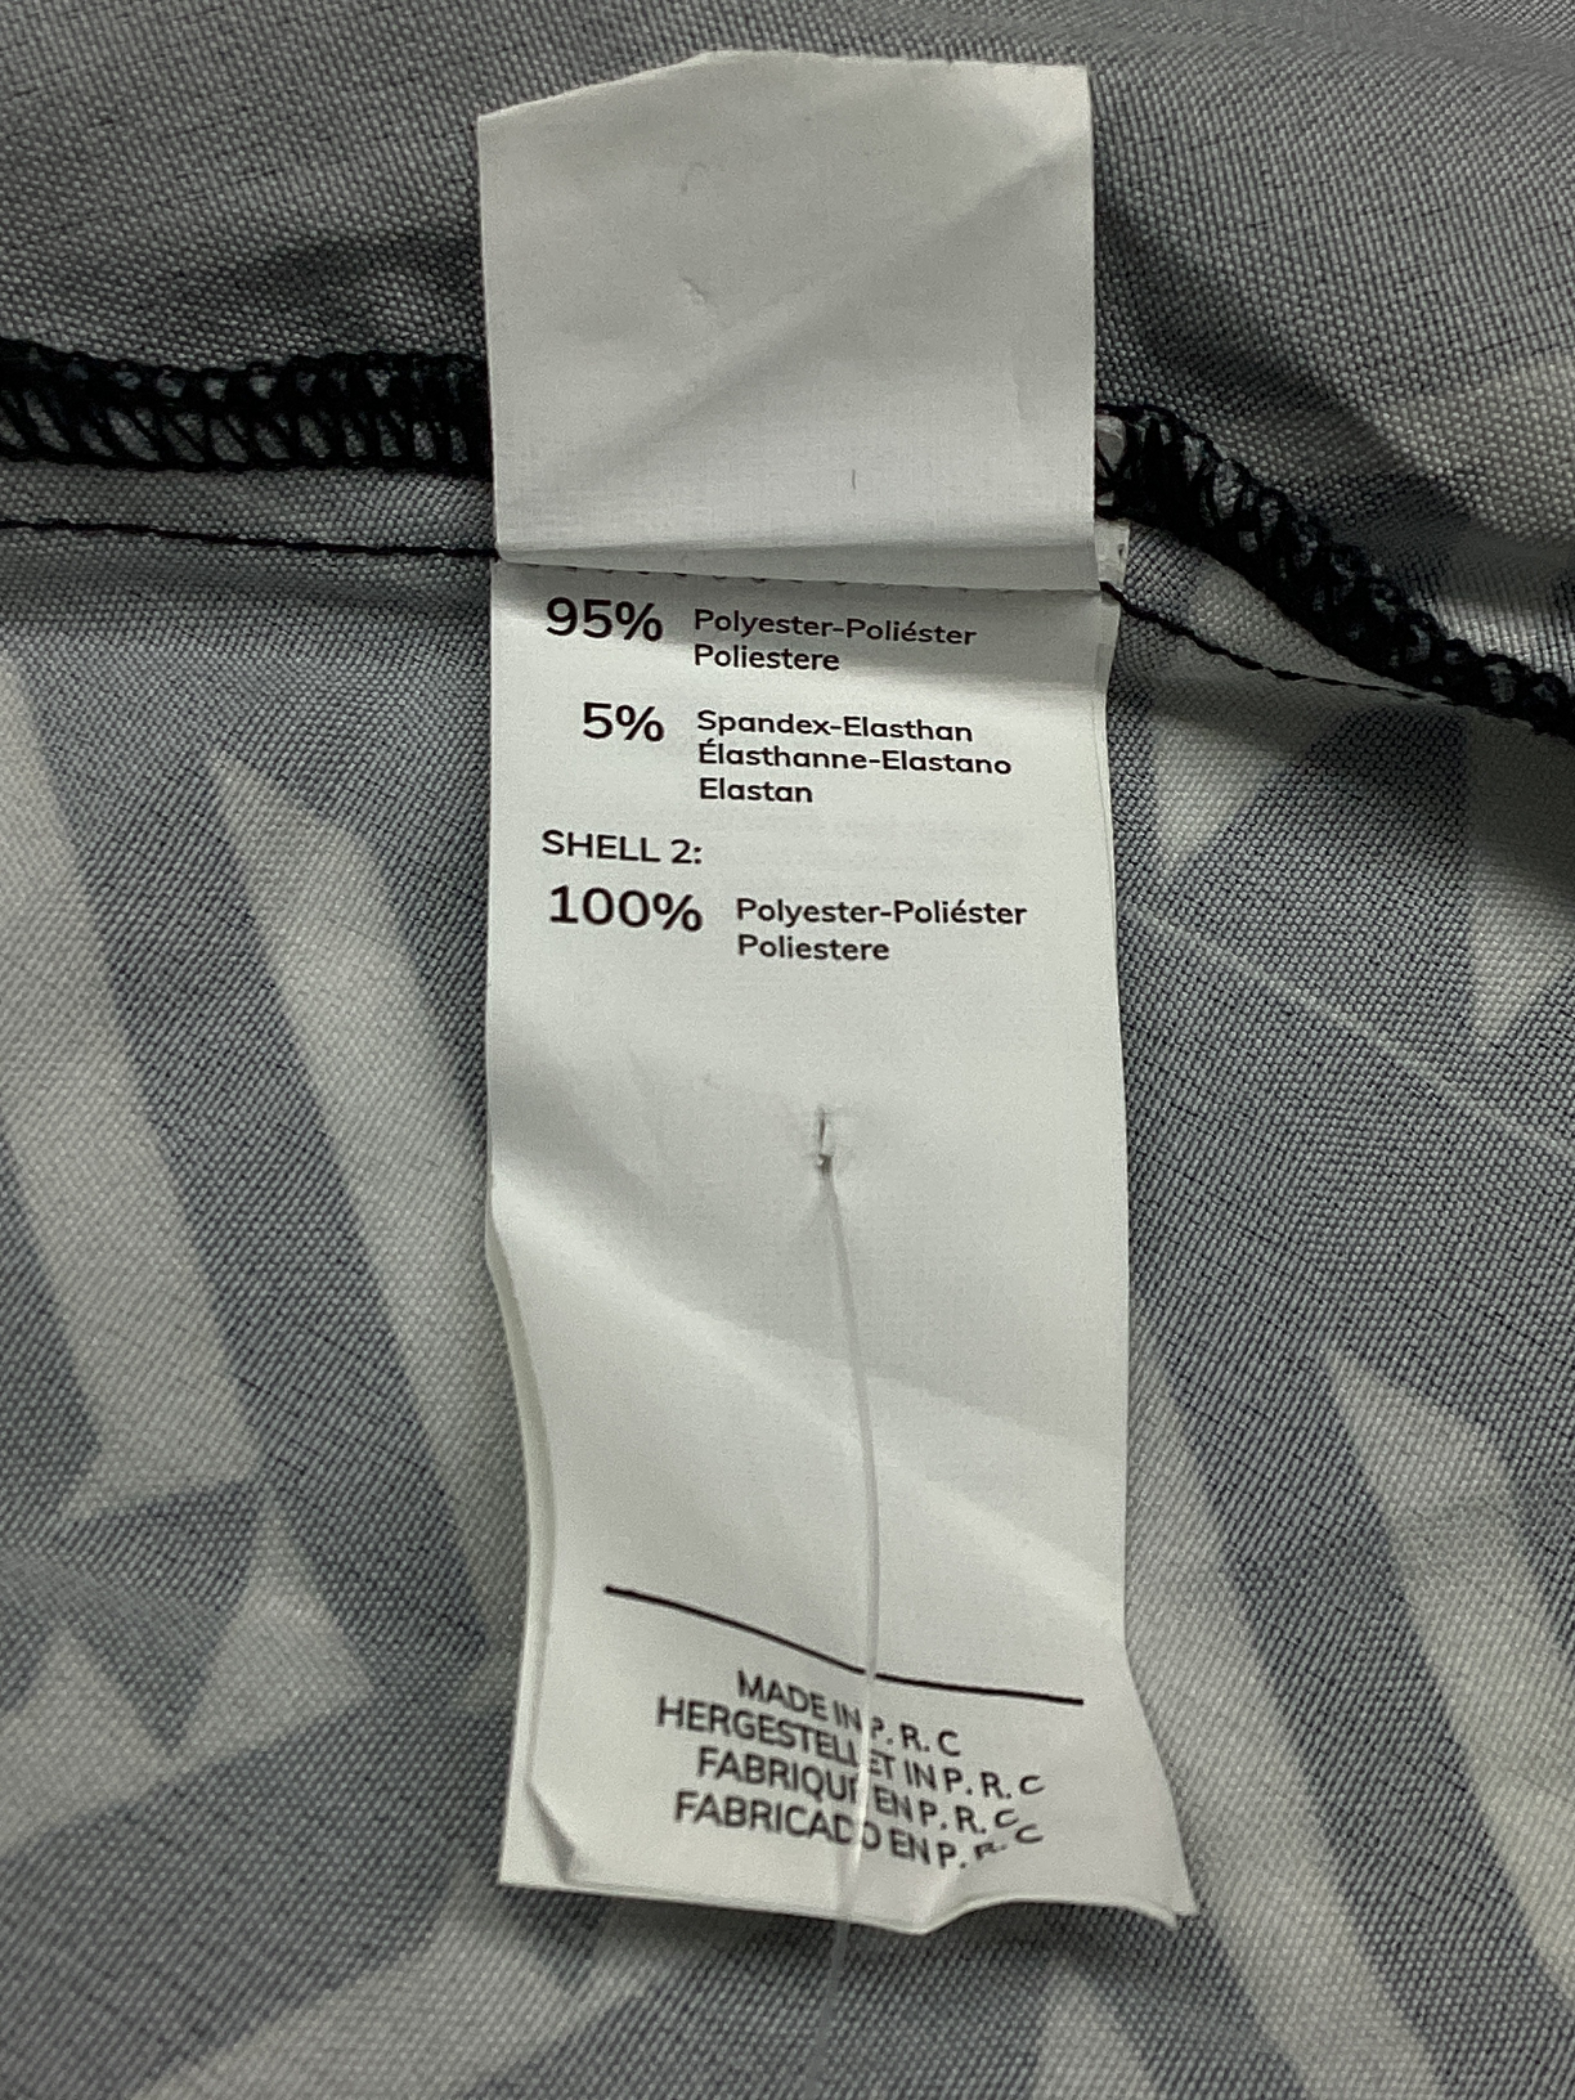 95% Polyester-Poliéster
Poliestere
5% Spandex-Elasthan
Élasthanne-Elastano
Elastan
SHELL 2:
100% Polyester-Poliéster
Poliestere
MADE IN P. R. C
HERGESTELLET IN P. R. C
FABRIQUÉ EN P. R. C
FABRICADO EN P. R. C